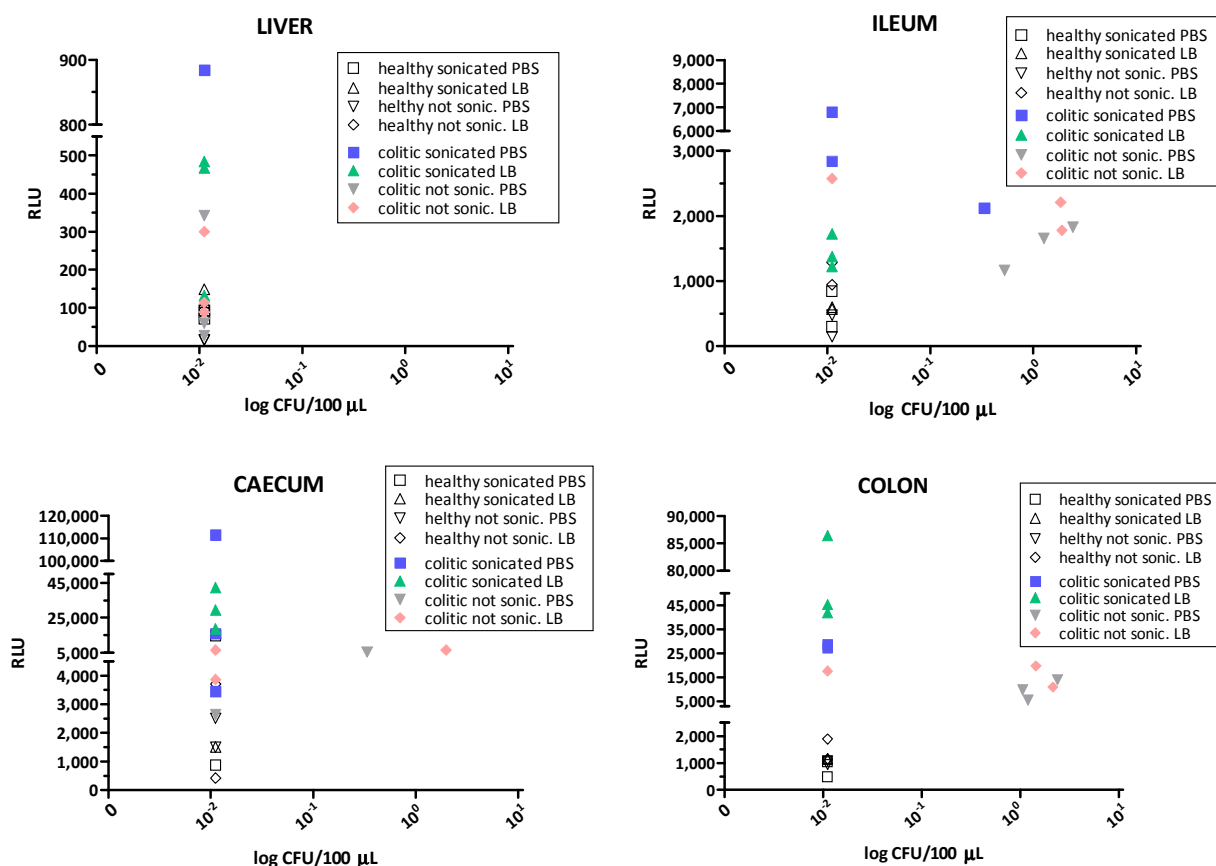 LIVER
900
800
500
400
300
200
100
0
RLU
0
10-2
10-1
100
101
log CFU/100 µL
healthy sonicated PBS
healthy sonicated LB
helthy not sonic. PBS
healthy not sonic. LB
colitic sonicated PBS
colitic sonicated LB
colitic not sonic. PBS
colitic not sonic. LB
ILEUM
9,000
8,000
7,000
6,000
3,000
2,000
1,000
0
RLU
0
10-2
10-1
100
101
log CFU/100 µL
healthy sonicated PBS
healthy sonicated LB
helthy not sonic. PBS
healthy not sonic. LB
colitic sonicated PBS
colitic sonicated LB
colitic not sonic. PBS
colitic not sonic. LB
CAECUM
120,000
110,000
100,000
45,000
25,000
5,000
4,000
3,000
2,000
1,000
0
RLU
0
10-2
10-1
100
101
log CFU/100 µL
healthy sonicated PBS
healthy sonicated LB
helthy not sonic. PBS
healthy not sonic. LB
colitic sonicated PBS
colitic sonicated LB
colitic not sonic. PBS
colitic not sonic. LB
COLON
90,000
85,000
80,000
45,000
35,000
25,000
15,000
5,000
2,000
1,000
0
RLU
0
10-2
10-1
100
101
log CFU/100 µL
healthy sonicated PBS
healthy sonicated LB
helthy not sonic. PBS
healthy not sonic. LB
colitic sonicated PBS
colitic sonicated LB
colitic not sonic. PBS
colitic not sonic. LB